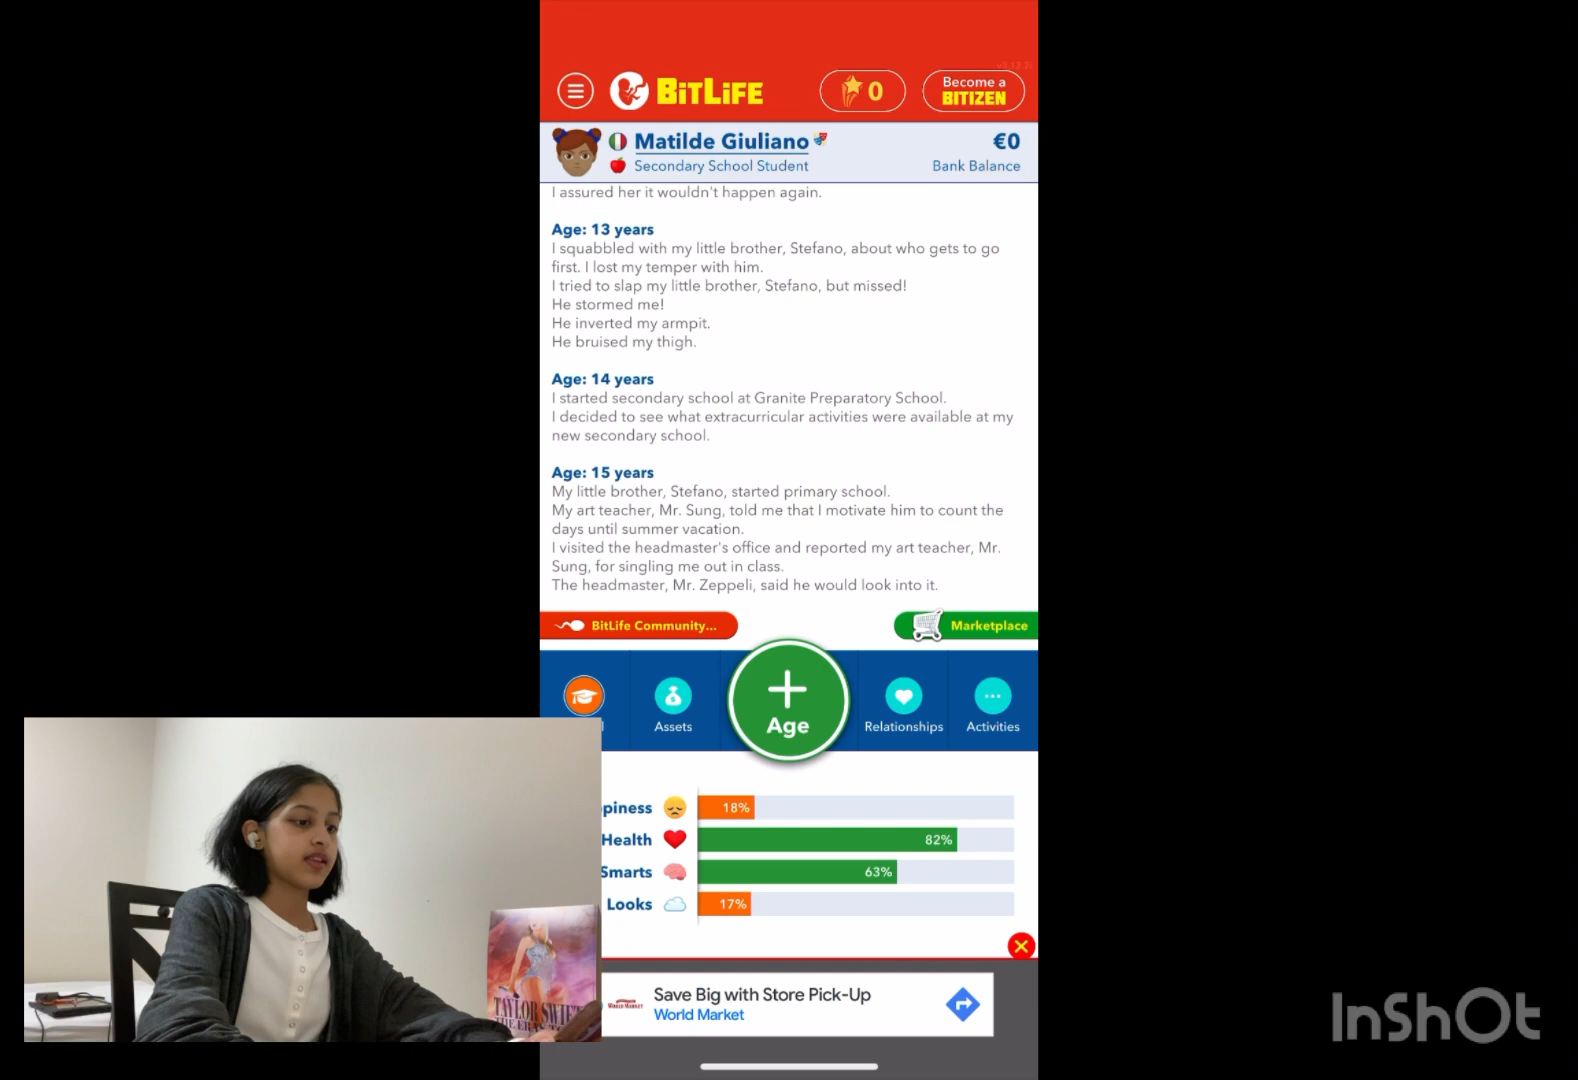 v3.12.2i
BitLife
0
Become a
BITIZEN
Matilde Giuliano
€0
Secondary School Student
Bank Balance
I assured her it wouldn't happen again.
Age: 13 years
I squabbled with my little brother, Stefano, about who gets to go
first. I lost my temper with him.
I tried to slap my little brother, Stefano, but missed!
He stormed me!
He inverted my armpit.
He bruised my thigh.
Age: 14 years
I started secondary school at Granite Preparatory School.
I decided to see what extracurricular activities were available at my
new secondary school.
Age: 15 years
My little brother, Stefano, started primary school.
My art teacher, Mr. Sung, told me that I motivate him to count the
days until summer vacation.
I visited the headmaster's office and reported my art teacher, Mr.
Sung, for singling me out in class.
The headmaster, Mr. Zeppeli, said he would look into it.
BitLife Community...
Marketplace
Age
Assets
Relationships
Activities
piness
18%
Health
82%
Smarts
63%
Looks
17%
TAYLOR SWIFT
THE ERAS
WORLD MARKET
Save Big with Store Pick-Up
World Market
InShOt